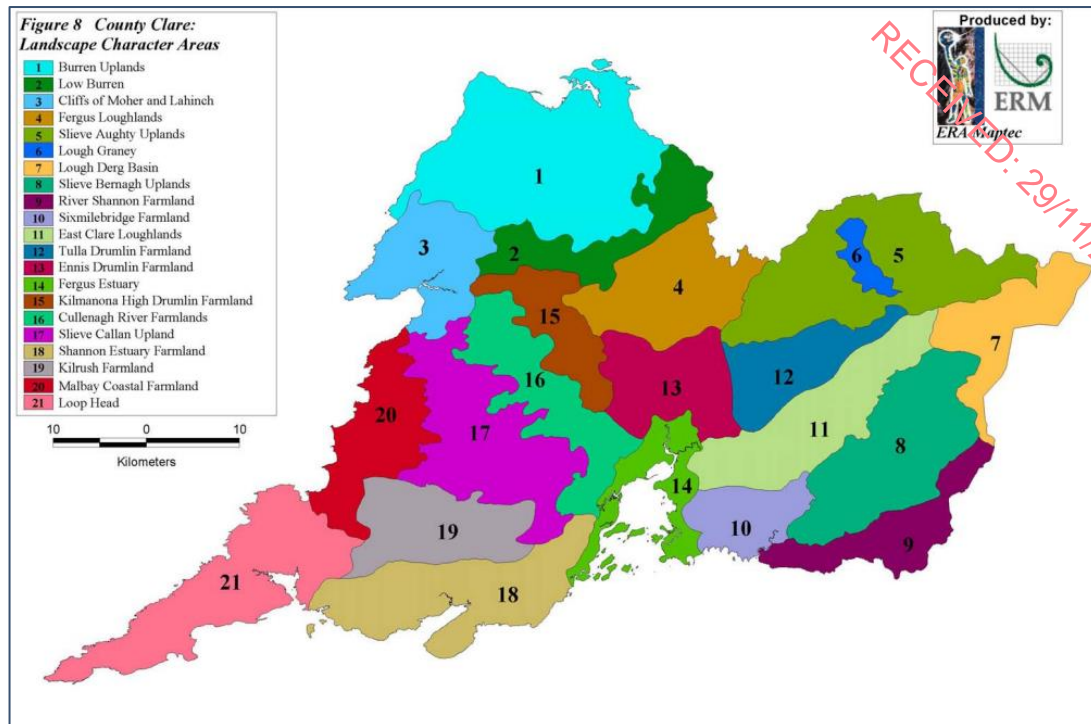 Figure 8 County Clare:
Landscape Character Areas
1 Burren Uplands
2 Low Burren
3 Cliffs of Moher and Lahinch
4 Fergus Loughlands
5 Slieve Aughty Uplands
6 Lough Graney
7 Lough Derg Basin
8 Slieve Bernagh Uplands
9 River Shannon Farmland
10 Sixmilebridge Farmland
11 East Clare Loughlands
12 Tulla Drumlin Farmland
13 Ennis Drumlin Farmland
14 Fergus Estuary
15 Kilmanona High Drumlin Farmland
16 Cullenagh River Farmlands
17 Slieve Callan Upland
18 Shannon Estuary Farmland
19 Kilrush Farmland
20 Malbay Coastal Farmland
21 Loop Head
10 0 10
Kilometers
Produced by:
ERA Maptec
ERM
RECEIVED: 29/11/
1
2
3
4
5
6
7
8
9
10
11
12
13
14
15
16
17
18
19
20
21